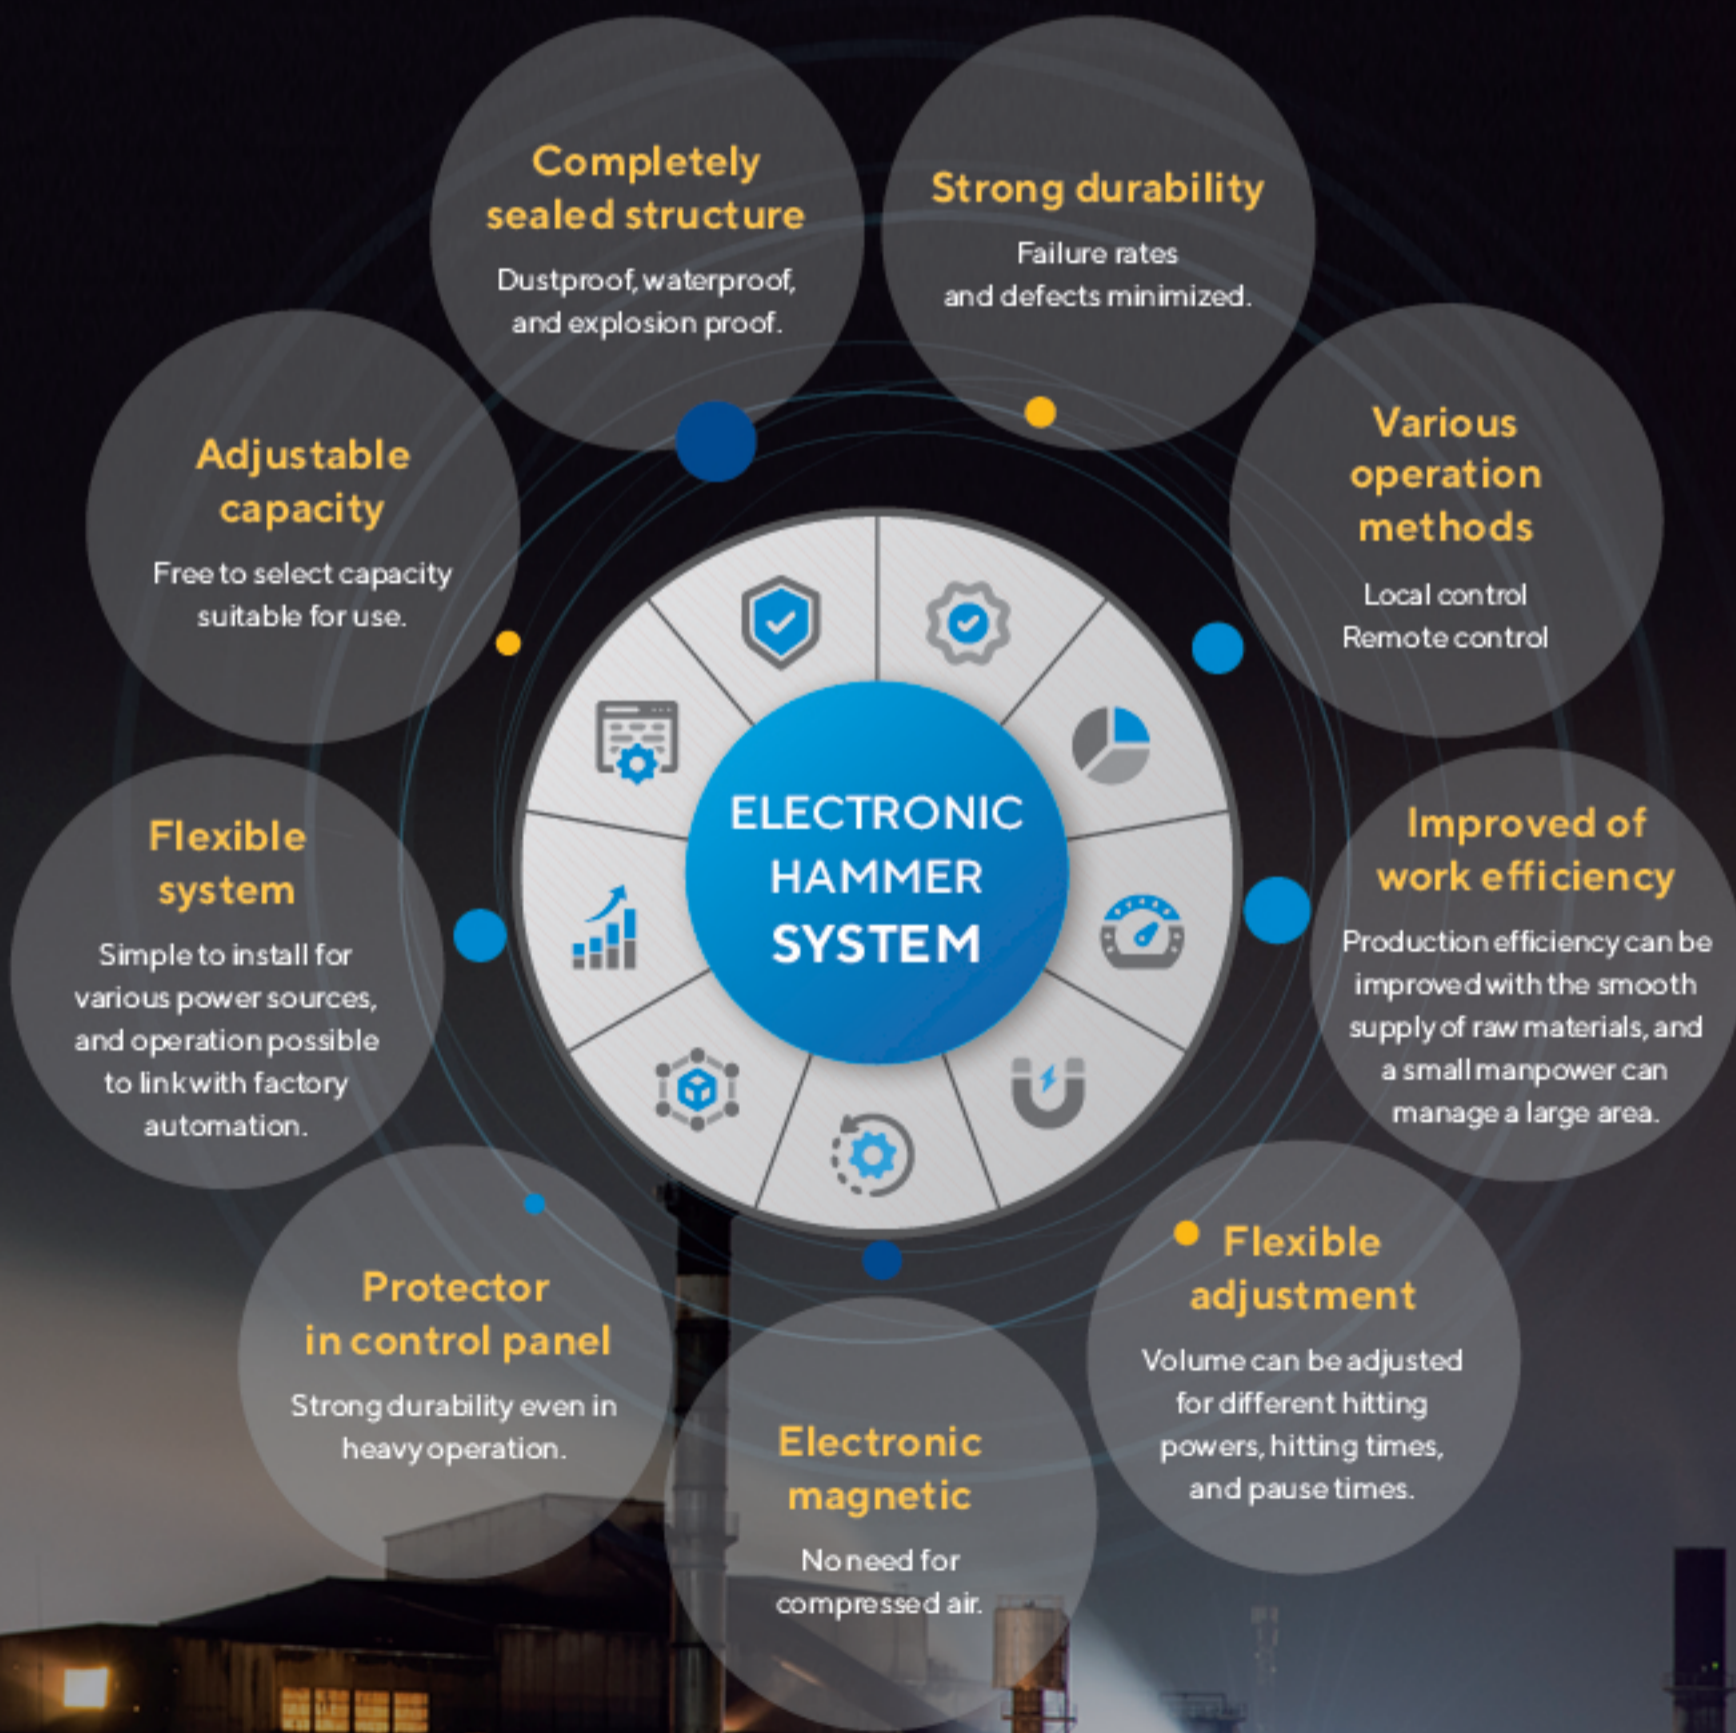 Completely
sealed structure
Dustproof, waterproof,
and explosion proof.
Strong durability
Failure rates
and defects minimized.
Various
operation
methods
Local control
Remote control
Improved of
work efficiency
Production efficiency can be
improved with the smooth
supply of raw materials, and
a small manpower can
manage a large area.
Flexible
adjustment
Volume can be adjusted
for different hitting
powers, hitting times,
and pause times.
Electronic
magnetic
No need for
compressed air.
Protector
in control panel
Strong durability even in
heavy operation.
Flexible
system
Simple to install for
various power sources,
and operation possible
to link with factory
automation.
Adjustable
capacity
Free to select capacity
suitable for use.
ELECTRONIC
HAMMER
SYSTEM